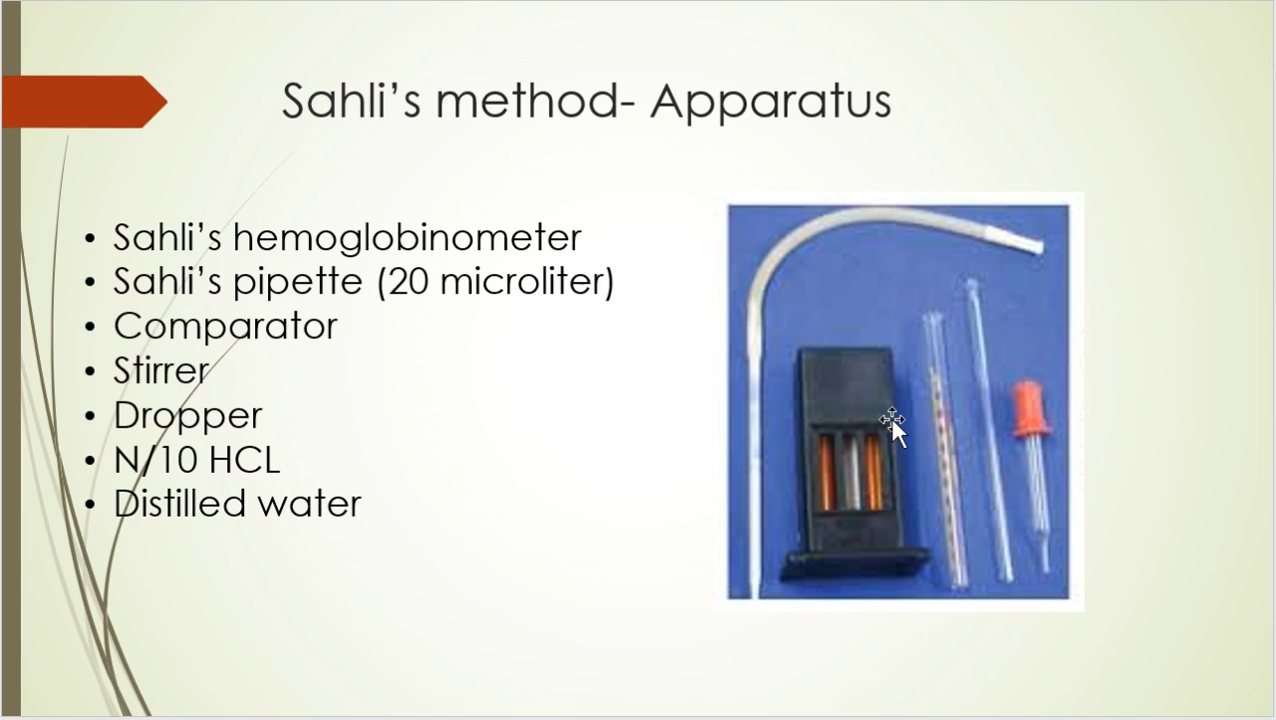 Sahli's method- Apparatus
• Sahli's hemoglobinometer
• Sahli's pipette (20 microliter)
• Comparator
• Stirrer
• Dropper
• N/10 HCL
• Distilled water